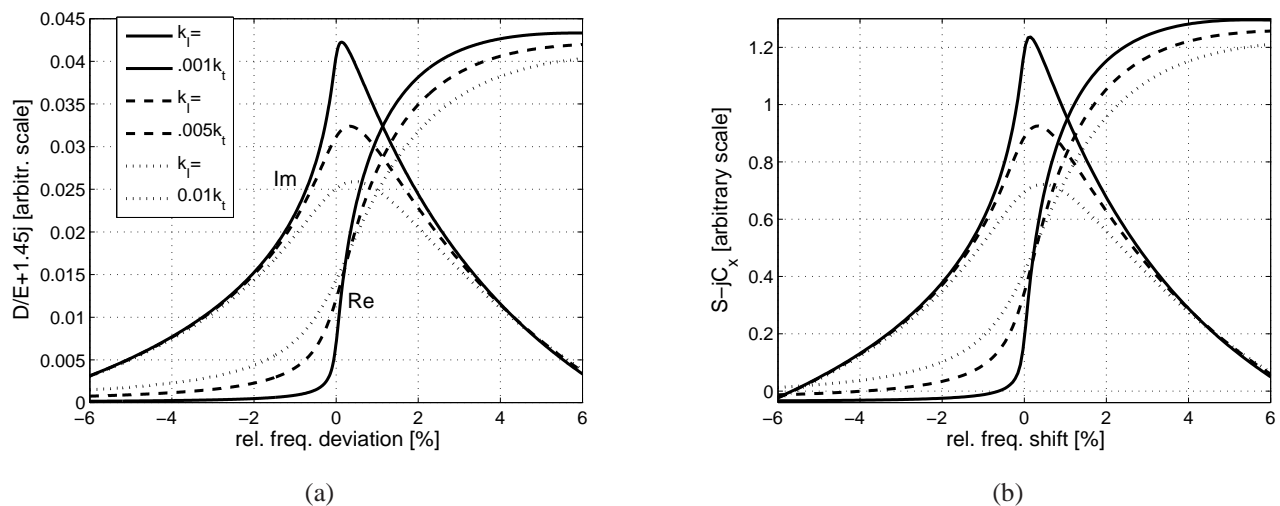 0.045
0.04
0.035
0.03
0.025
0.02
0.015
0.01
0.005
0
D/E+1.45j [arbitr. scale]
k_l=
.001k_t
k_l=
.005k_t
k_l=
0.01k_t
Im
Re
−6 −4 −2 0 2 4 6
rel. freq. deviation [%]
(a)
1.2
1
0.8
0.6
0.4
0.2
0
S−jC_x [arbitrary scale]
−6 −4 −2 0 2 4 6
rel. freq. shift [%]
(b)